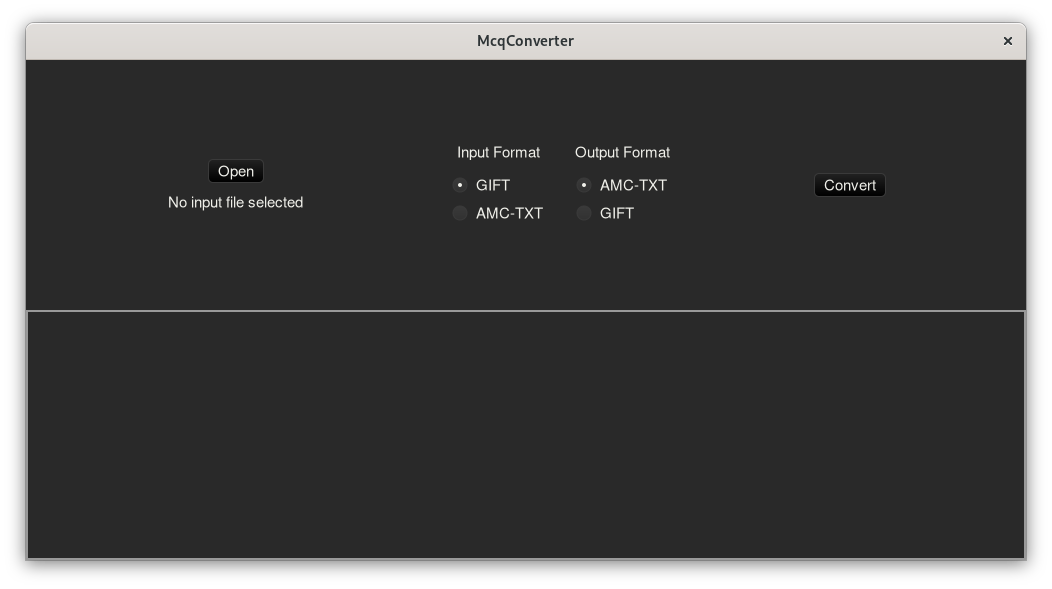 McqConverter
Input Format Output Format
Open
GIFT AMC-TXT
Convert
No input file selected
AMC-TXT GIFT